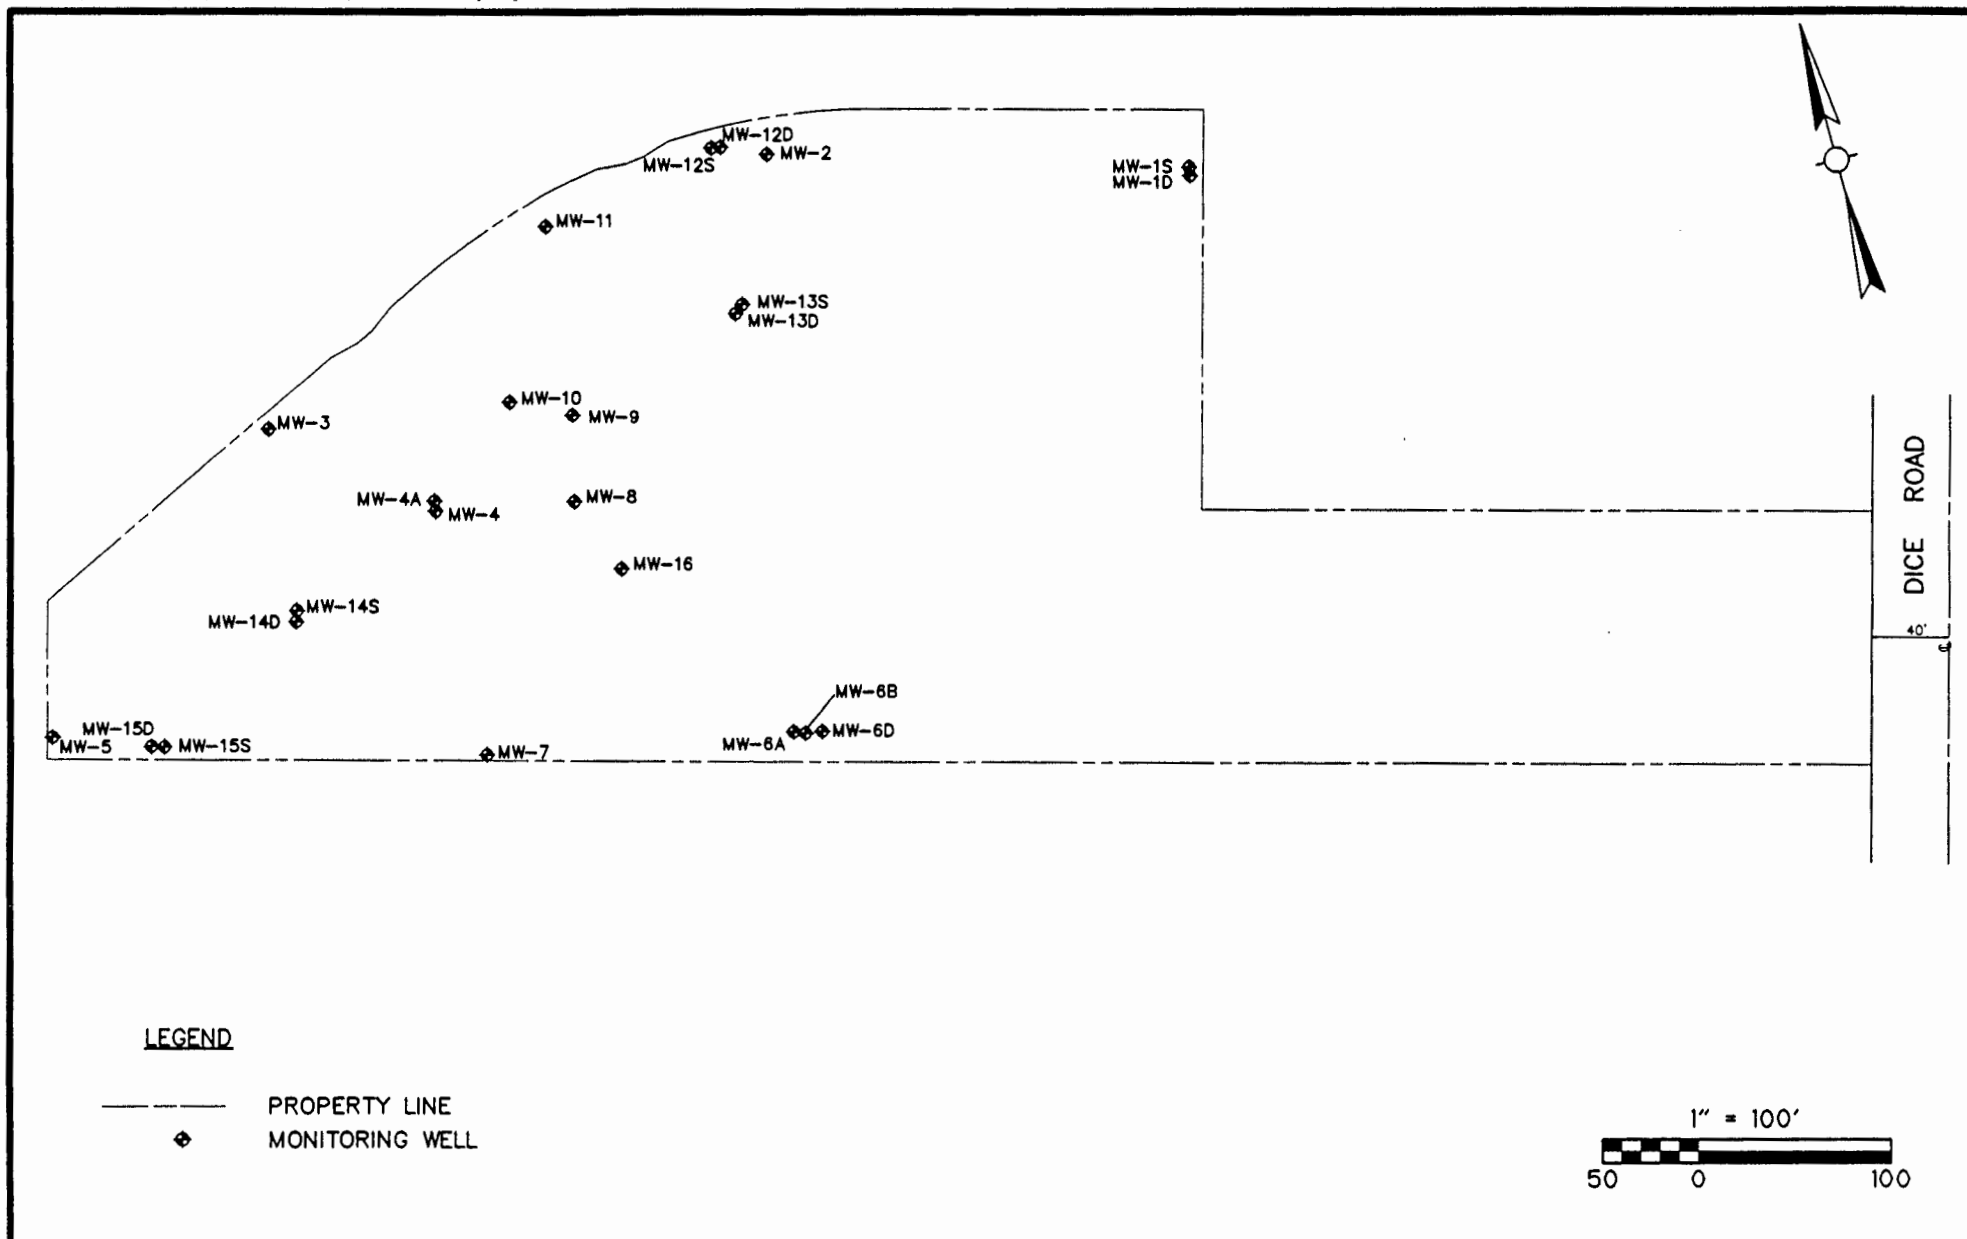 MW-12D
MW-12S
MW-2
MW-1S
MW-1D
MW-11
MW-13S
MW-13D
MW-10
MW-9
MW-3
MW-4A
MW-4
MW-8
MW-16
MW-14S
MW-14D
DICE ROAD
40'
℄
MW-6B
MW-15D
MW-5
MW-15S
MW-7
MW-6A
MW-6D
LEGEND
PROPERTY LINE
MONITORING WELL
1" = 100'
50 0 100